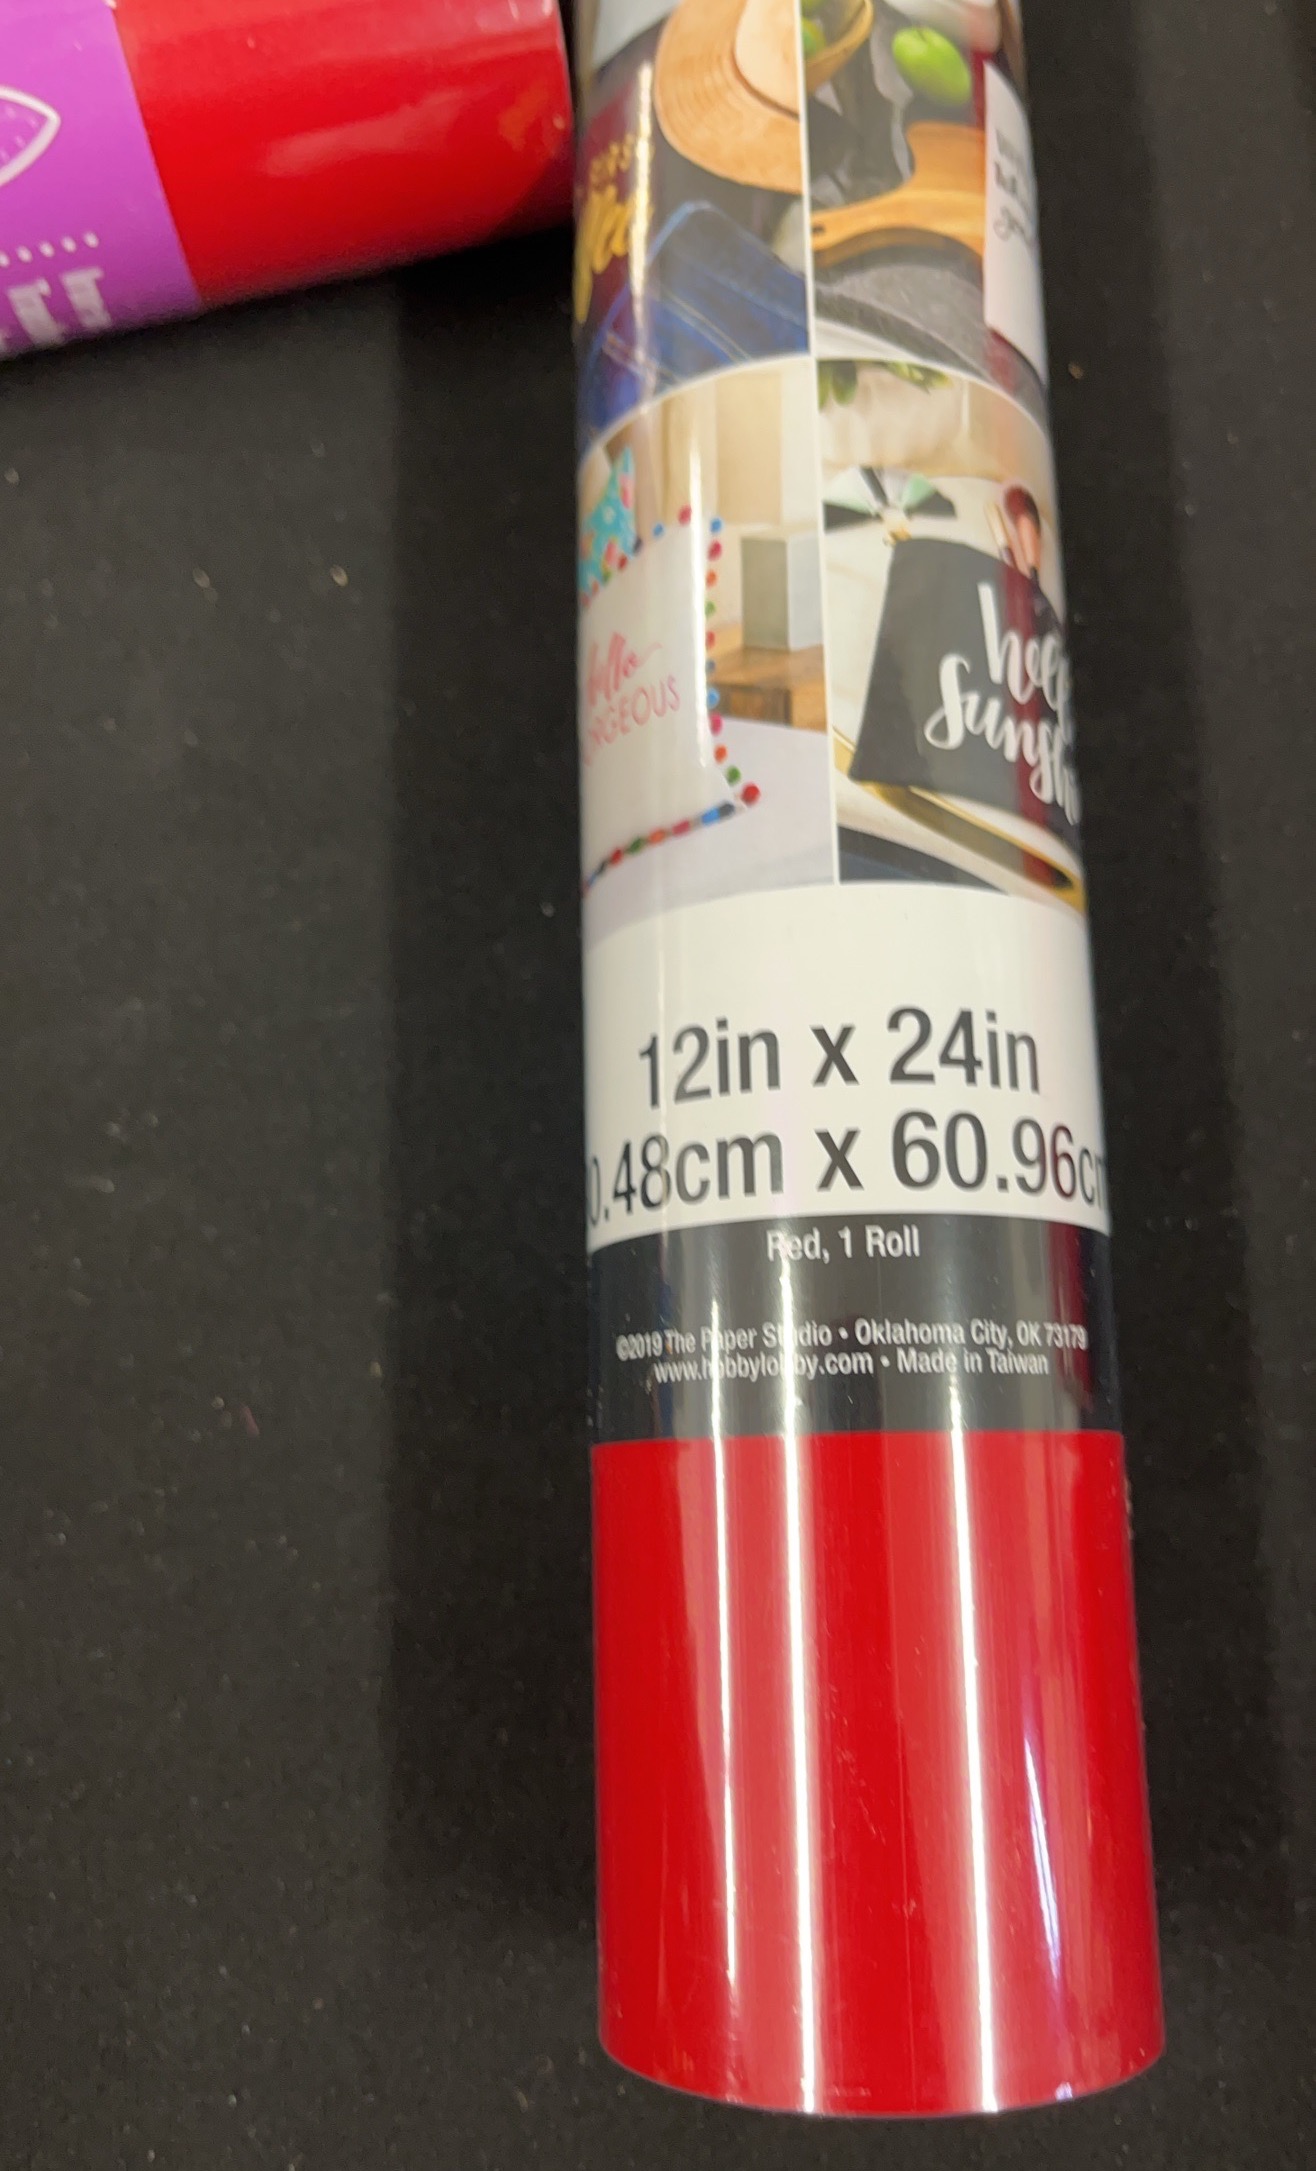 hello
GEOUS
12in x 24in
0.48cm x 60.96c
Red, 1 Roll
©2019 The Paper Studio • Oklahoma City, OK 73179
www.hobbylobby.com • Made in Taiwan